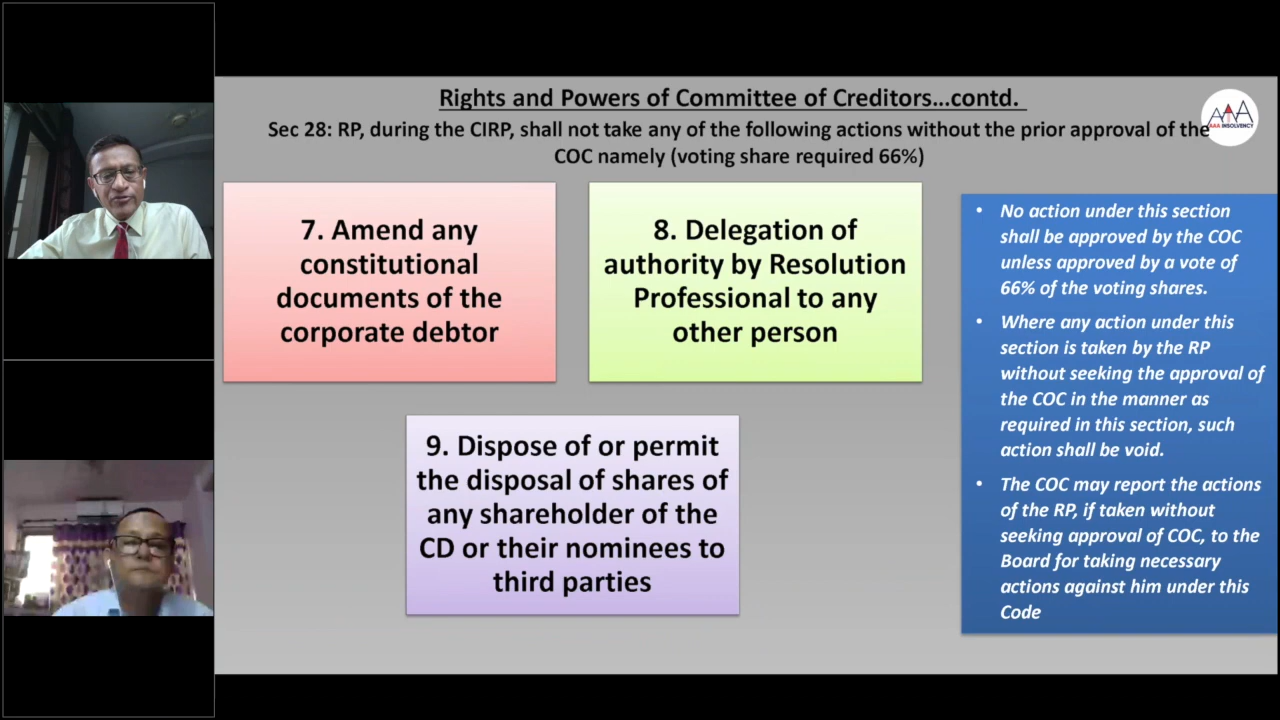 Rights and Powers of Committee of Creditors...contd.
Sec 28: RP, during the CIRP, shall not take any of the following actions without the prior approval of the
COC namely (voting share required 66%)
AAA INSOLVENCY
7. Amend any
constitutional
documents of the
corporate debtor
8. Delegation of
authority by Resolution
Professional to any
other person
9. Dispose of or permit
the disposal of shares of
any shareholder of the
CD or their nominees to
third parties
• No action under this section
shall be approved by the COC
unless approved by a vote of
66% of the voting shares.
• Where any action under this
section is taken by the RP
without seeking the approval of
the COC in the manner as
required in this section, such
action shall be void.
• The COC may report the actions
of the RP, if taken without
seeking approval of COC, to the
Board for taking necessary
actions against him under this
Code